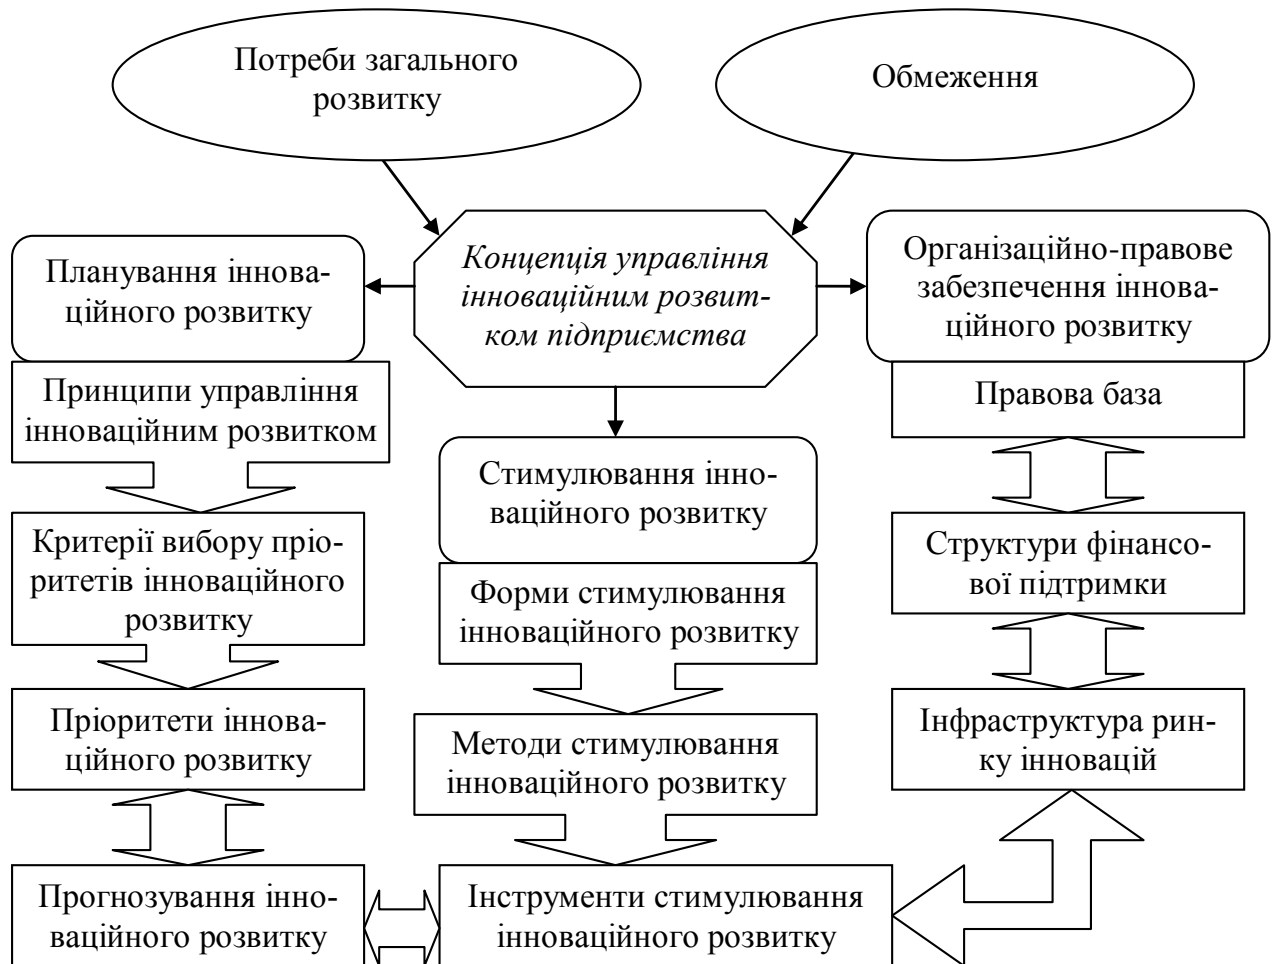 Потреби загального
розвитку
Обмеження
Концепція управління
інноваційним розвит-
ком підприємства
Планування іннова-
ційного розвитку
Принципи управління
інноваційним розвитком
Критерії вибору пріо-
ритетів інноваційного
розвитку
Пріоритети іннова-
ційного розвитку
Прогнозування інно-
ваційного розвитку
Стимулювання інно-
ваційного розвитку
Форми стимулювання
інноваційного розвитку
Методи стимулювання
інноваційного розвитку
Інструменти стимулювання
інноваційного розвитку
Організаційно-правове
забезпечення іннова-
ційного розвитку
Правова база
Структури фінансо-
вої підтримки
Інфраструктура рин-
ку інновацій